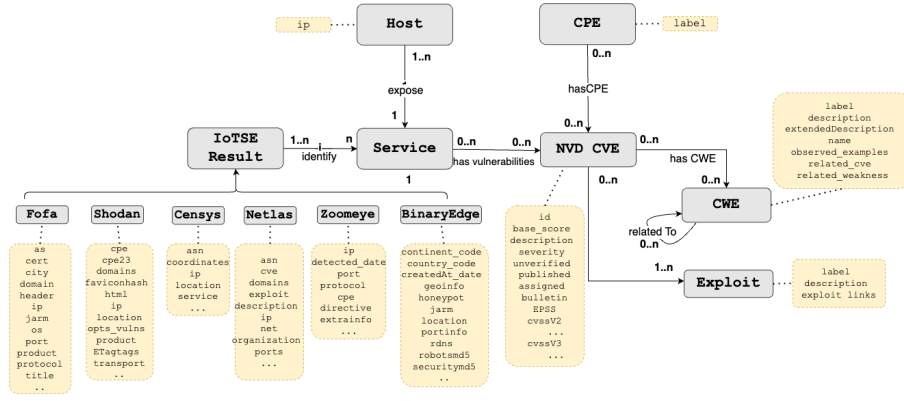 ip
Host
CPE
label
1..n
0..n
expose
hasCPE
1
0..n
IoTSE
Result
1..n
n
identify
Service
0..n
0..n
has vulnerabilities
1
NVD CVE
0..n
has CWE
0..n
0..n
label
description
extendedDescription
name
observed_examples
related_cve
related_weakness
CWE
related To
0..n
1..n
Exploit
label
description
exploit links
Fofa
Shodan
Censys
Netlas
Zoomeye
BinaryEdge
as
cert
city
domain
header
ip
jarm
os
port
product
protocol
title
..
cpe
cpe23
domains
faviconhash
html
ip
location
opts_vulns
product
ETagtags
transport
..
asn
coordinates
ip
location
service
...
asn
cve
domains
exploit
description
ip
net
organization
ports
...
ip
detected_date
port
protocol
cpe
directive
extrainfo
...
continent_code
country_code
createdAt_date
geoinfo
honeypot
jarm
location
portinfo
rdns
robotsmd5
securitymd5
..
id
base_score
description
severity
unverified
published
assigned
bulletin
EPSS
cvssV2
...
cvssV3
...